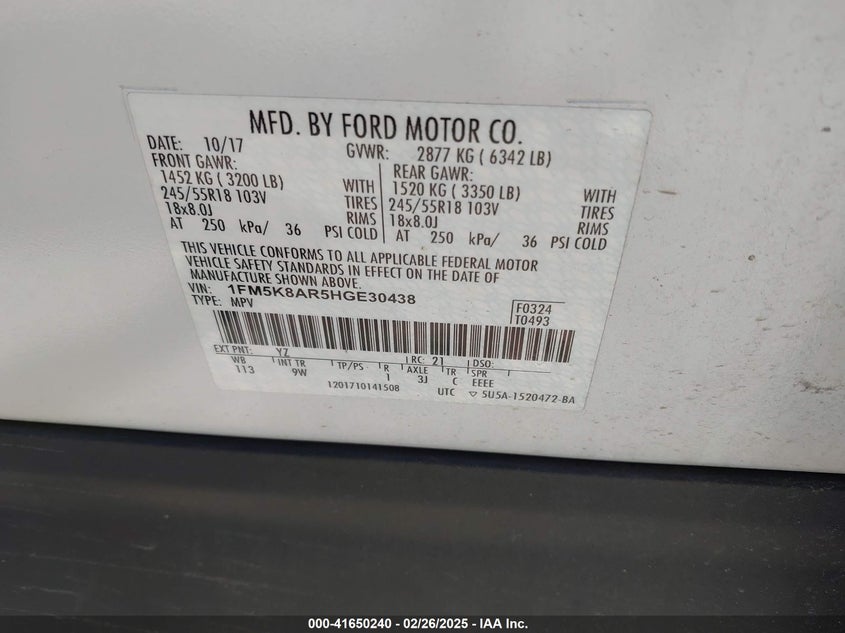 MFD. BY FORD MOTOR CO.
DATE: 10/17 GVWR: 2877 KG ( 6342 LB)
FRONT GAWR: REAR GAWR:
1452 KG ( 3200 LB) WITH 1520 KG ( 3350 LB) WITH
245/55R18 103V TIRES 245/55R18 103V TIRES
18x8.0J RIMS 18x8.0J RIMS
AT 250 kPa/ 36 PSI COLD AT 250 kPa/ 36 PSI COLD
THIS VEHICLE CONFORMS TO ALL APPLICABLE FEDERAL MOTOR
VEHICLE SAFETY STANDARDS IN EFFECT ON THE DATE OF
MANUFACTURE SHOWN ABOVE.
VIN: 1FM5K8AR5HGE30438
TYPE: MPV
F0324
T0493
EXT PNT: YZ RC: 21 DSO:
WB INT TR TP/PS R AXLE TR SPR
113 9W 1 3J C EEEE
1201710141508 UTC ▽ 5U5A-1520472-BA
000-41650240 - 02/26/2025 - IAA Inc.